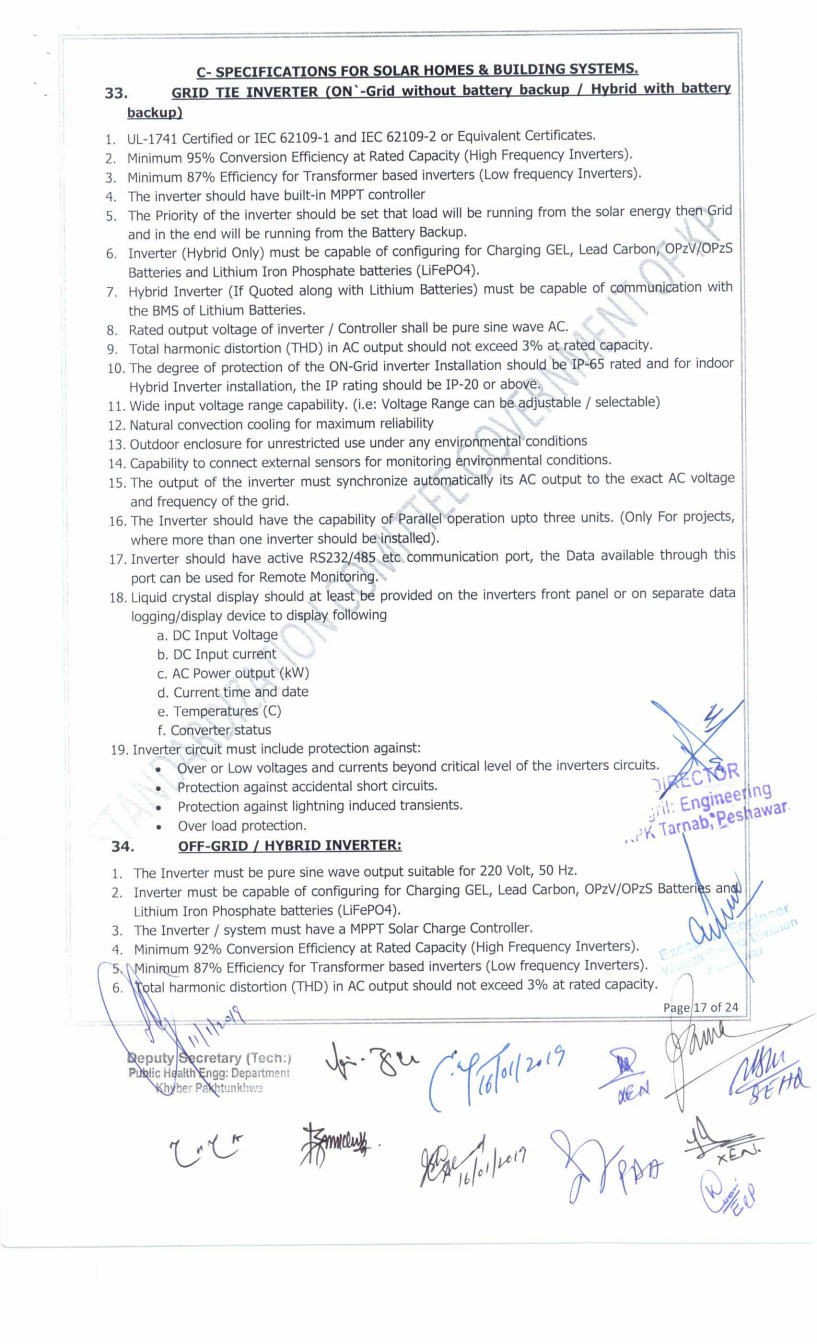 C- SPECIFICATIONS FOR SOLAR HOMES & BUILDING SYSTEMS.
33. GRID TIE INVERTER (ON`-Grid without battery backup / Hybrid with battery
backup)
1. UL-1741 Certified or IEC 62109-1 and IEC 62109-2 or Equivalent Certificates.
2. Minimum 95% Conversion Efficiency at Rated Capacity (High Frequency Inverters).
3. Minimum 87% Efficiency for Transformer based inverters (Low frequency Inverters).
4. The inverter should have built-in MPPT controller
5. The Priority of the inverter should be set that load will be running from the solar energy then Grid
and in the end will be running from the Battery Backup.
6. Inverter (Hybrid Only) must be capable of configuring for Charging GEL, Lead Carbon, OPzV/OPzS
Batteries and Lithium Iron Phosphate batteries (LiFePO4).
7. Hybrid Inverter (If Quoted along with Lithium Batteries) must be capable of communication with
the BMS of Lithium Batteries.
8. Rated output voltage of inverter / Controller shall be pure sine wave AC.
9. Total harmonic distortion (THD) in AC output should not exceed 3% at rated capacity.
10. The degree of protection of the ON-Grid inverter Installation should be IP-65 rated and for indoor
Hybrid Inverter installation, the IP rating should be IP-20 or above.
11. Wide input voltage range capability. (i.e: Voltage Range can be adjustable / selectable)
12. Natural convection cooling for maximum reliability
13. Outdoor enclosure for unrestricted use under any environmental conditions
14. Capability to connect external sensors for monitoring environmental conditions.
15. The output of the inverter must synchronize automatically its AC output to the exact AC voltage
and frequency of the grid.
16. The Inverter should have the capability of Parallel operation upto three units. (Only For projects,
where more than one inverter should be installed).
17. Inverter should have active RS232/485 etc communication port, the Data available through this
port can be used for Remote Monitoring.
18. Liquid crystal display should at least be provided on the inverters front panel or on separate data
logging/display device to display following
a. DC Input Voltage
b. DC Input current
c. AC Power output (kW)
d. Current time and date
e. Temperatures (C)
f. Converter status
19. Inverter circuit must include protection against:
• Over or Low voltages and currents beyond critical level of the inverters circuits.
• Protection against accidental short circuits.
• Protection against lightning induced transients.
• Over load protection.
STANDARDIZATION COMITTEE GOVERNMENT OF KP
DIRECTOR
Engineering
Tarnab, Peshawar
34. OFF-GRID / HYBRID INVERTER:
1. The Inverter must be pure sine wave output suitable for 220 Volt, 50 Hz.
2. Inverter must be capable of configuring for Charging GEL, Lead Carbon, OPzV/OPzS Batteries and
Lithium Iron Phosphate batteries (LiFePO4).
3. The Inverter / system must have a MPPT Solar Charge Controller.
4. Minimum 92% Conversion Efficiency at Rated Capacity (High Frequency Inverters).
5. Minimum 87% Efficiency for Transformer based inverters (Low frequency Inverters).
6. Total harmonic distortion (THD) in AC output should not exceed 3% at rated capacity.
Engineer
Division
Page 17 of 24
11/1/2019
Deputy Secretary (Tech:)
Public Health Engg: Department
Khyber Pakhtunkhwa
16/01/2019
XEN
16/01/2019
PDA
XEN.